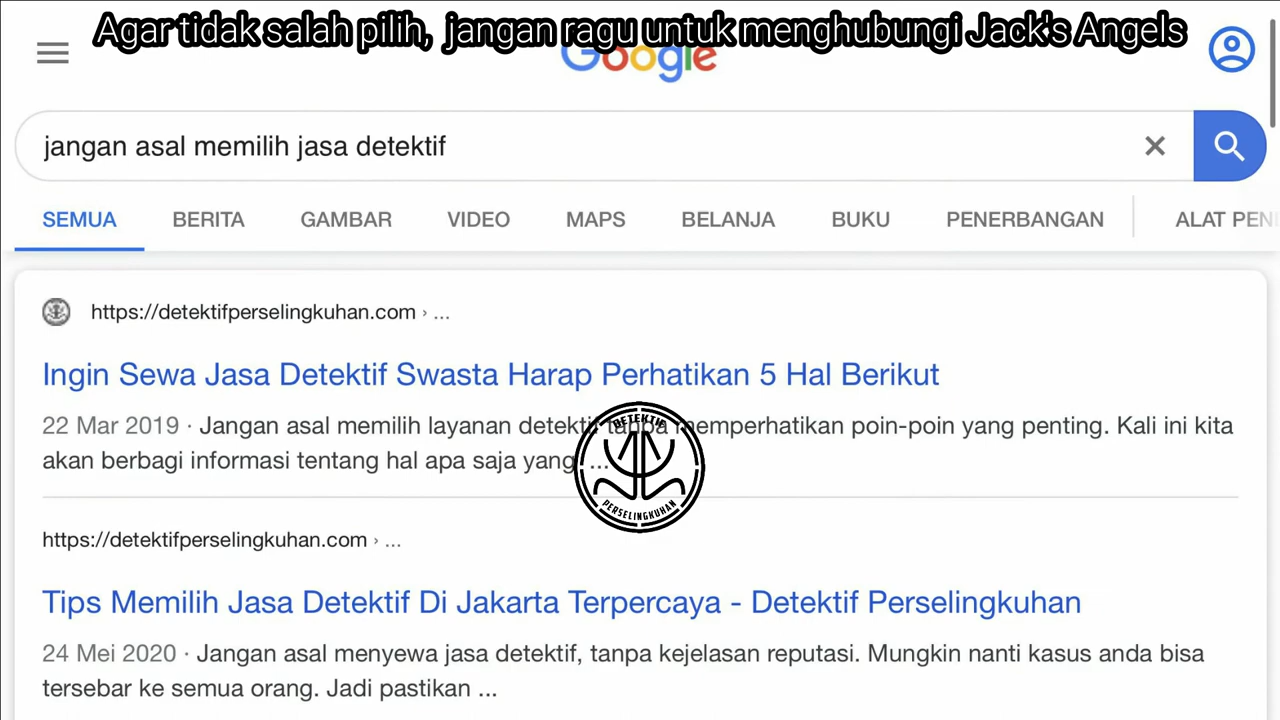 Agar tidak salah pilih, jangan ragu untuk menghubungi Jack's Angels
Google
jangan asal memilih jasa detektif
SEMUA BERITA GAMBAR VIDEO MAPS BELANJA BUKU PENERBANGAN ALAT PEN
https://detektifperselingkuhan.com › ...
Ingin Sewa Jasa Detektif Swasta Harap Perhatikan 5 Hal Berikut
22 Mar 2019 · Jangan asal memilih layanan detektif tanpa memperhatikan poin-poin yang penting. Kali ini kita
akan berbagi informasi tentang hal apa saja yang ...
DETEKTIF
PERSELINGKUHAN
https://detektifperselingkuhan.com › ...
Tips Memilih Jasa Detektif Di Jakarta Terpercaya - Detektif Perselingkuhan
24 Mei 2020 · Jangan asal menyewa jasa detektif, tanpa kejelasan reputasi. Mungkin nanti kasus anda bisa
tersebar ke semua orang. Jadi pastikan ...